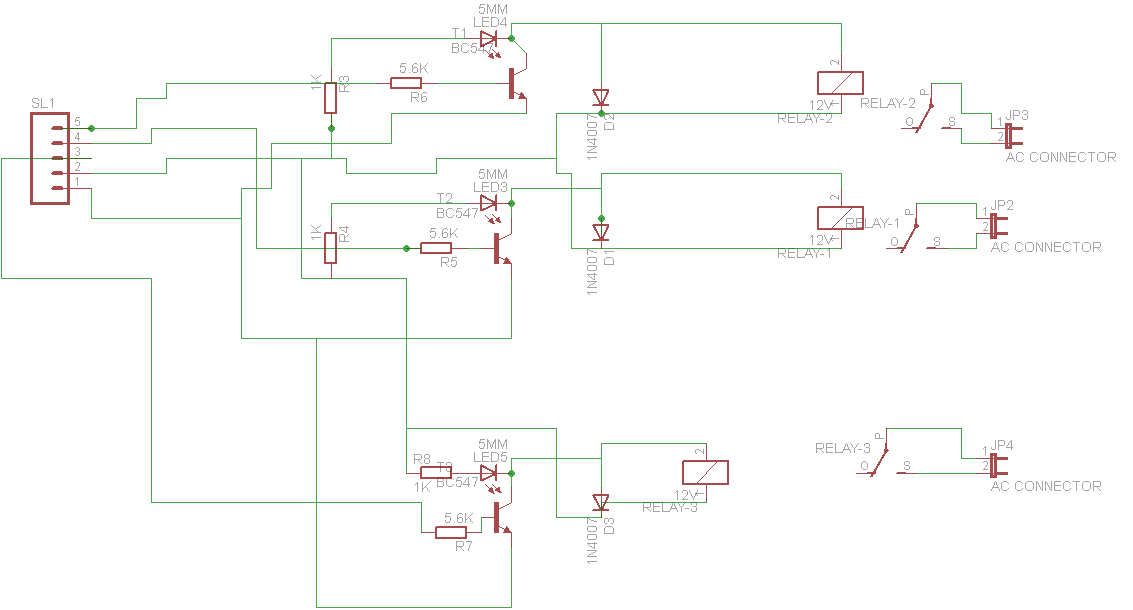 5MM
LED4
T1
BC547
1K
R3
5.6K
R6
SL1
5
4
3
2
1
1N4007
D2
2
12V
1
RELAY-2
RELAY-2
P
O
S
1
2
JP3
AC CONNECTOR
5MM
LED3
T2
BC547
1K
R4
5.6K
R5
1N4007
D1
2
12V
1
RELAY-1
RELAY-1
P
O
S
1
2
JP2
AC CONNECTOR
5MM
LED5
T3
BC547
R8
1K
5.6K
R7
1N4007
D3
2
12V
1
RELAY-3
RELAY-3
P
O
S
1
2
JP4
AC CONNECTOR